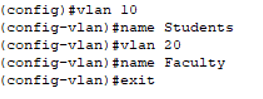 (config)#vlan 10
(config-vlan)#name Students
(config-vlan)#vlan 20
(config-vlan)#name Faculty
(config-vlan)#exit